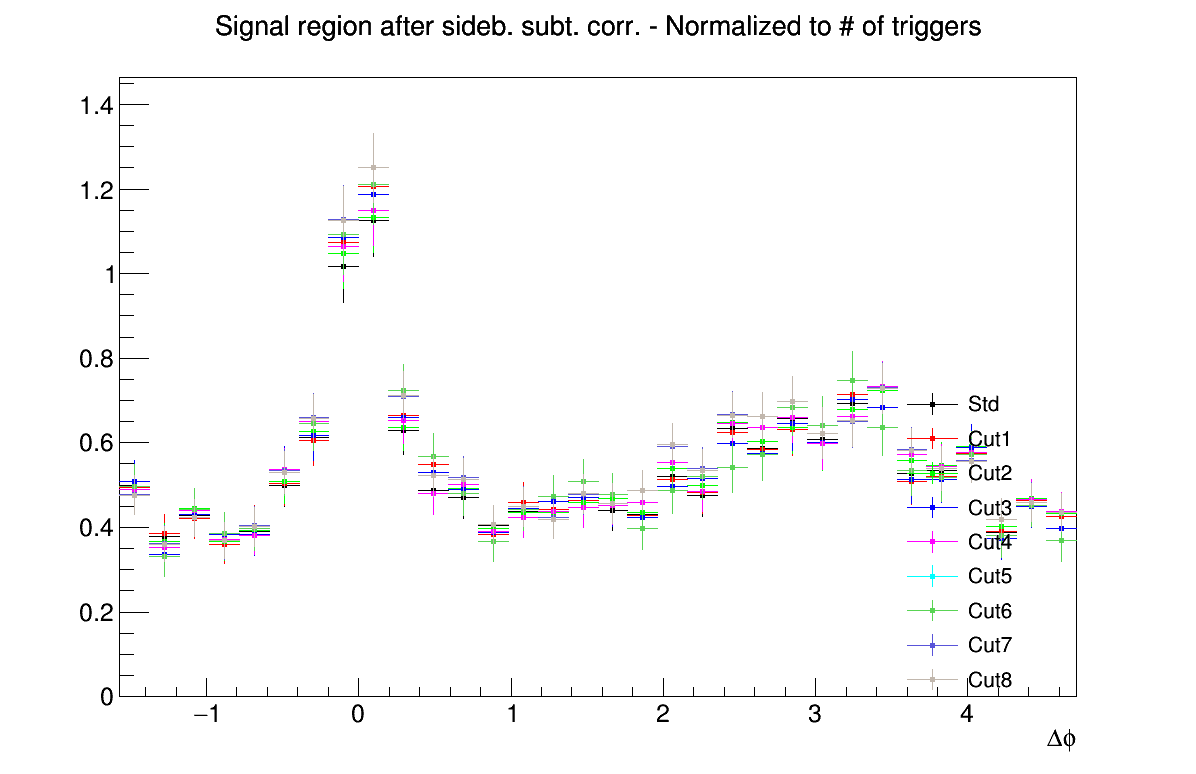 Signal region after sideb. subt. corr. - Normalized to # of triggers
1.4
1.2
1
0.8
0.6
0.4
0.2
0
Std
Cut1
Cut2
Cut3
Cut4
Cut5
Cut6
Cut7
Cut8
−1 0 1 2 3 4
Δϕ